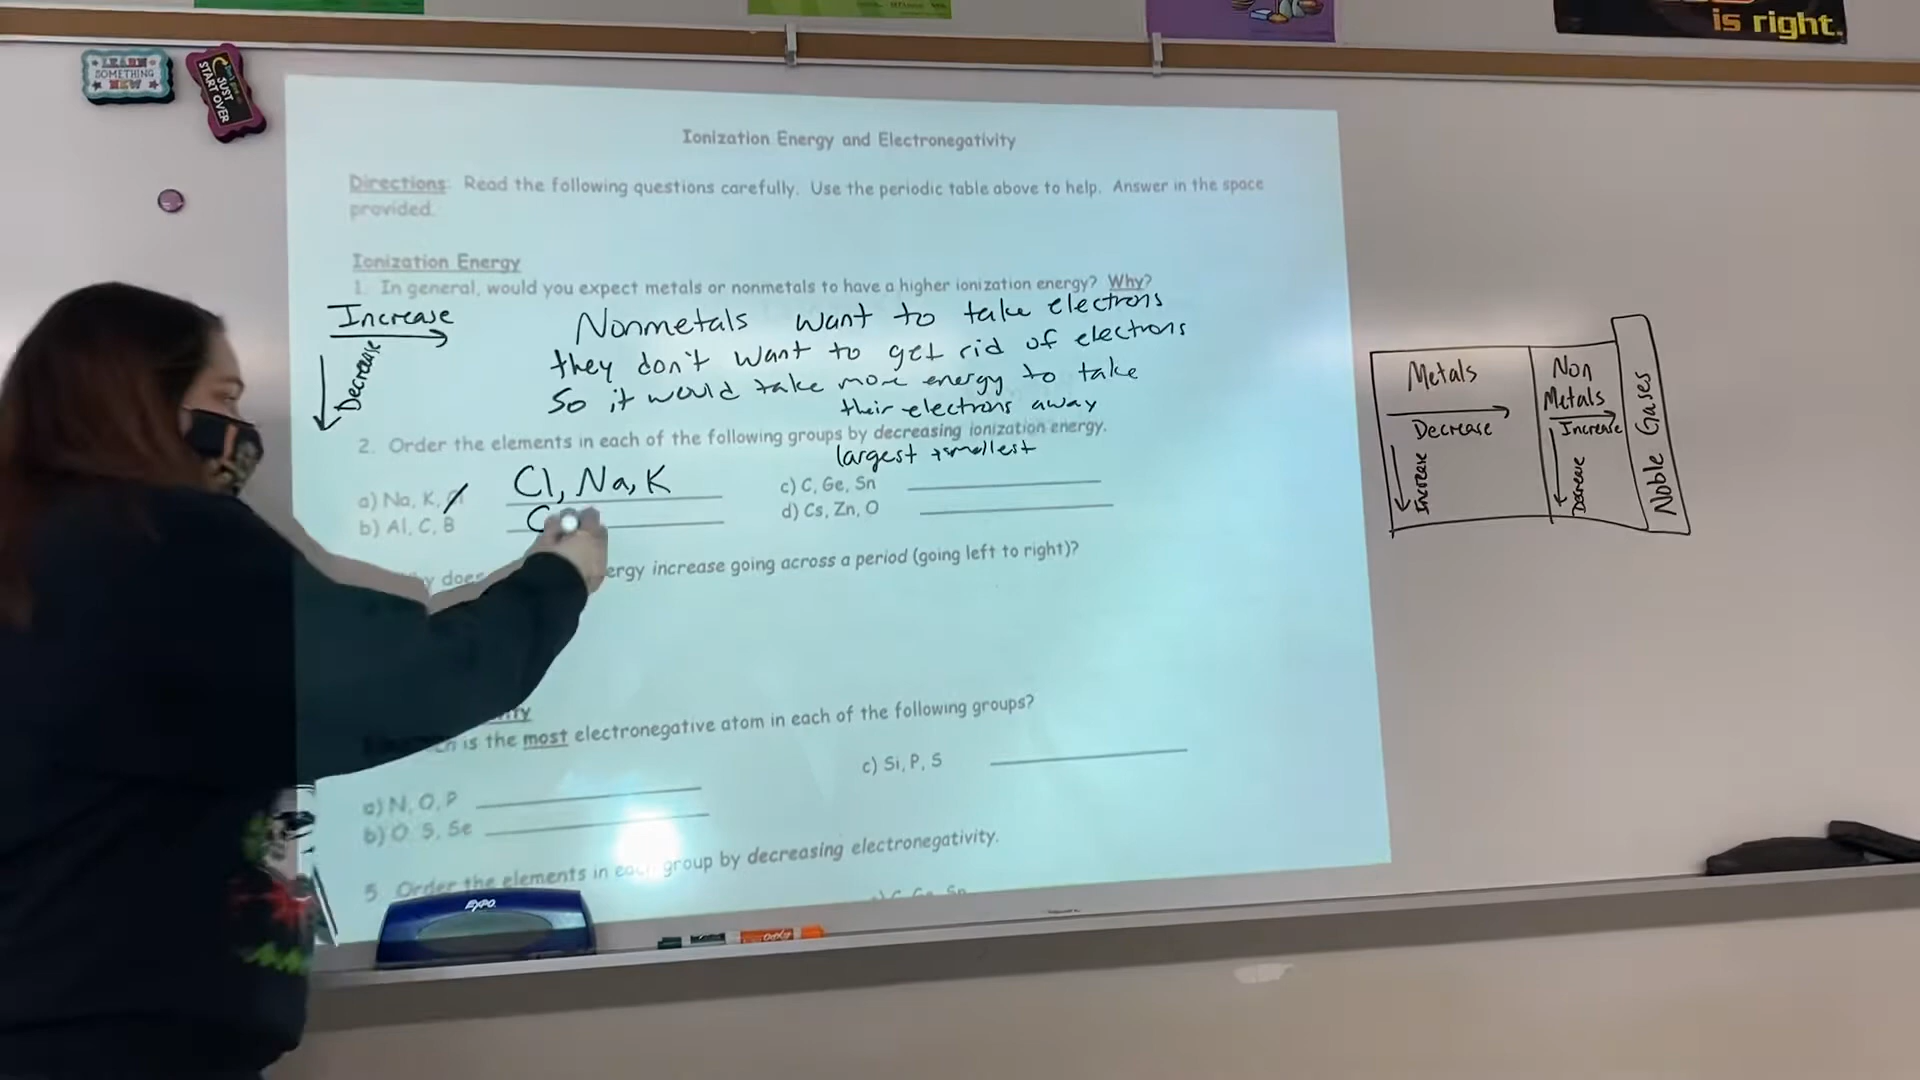 is right.
LEARN
SOMETHING
NEW
JUST
START OVER
Ionization Energy and Electronegativity
Directions: Read the following questions carefully. Use the periodic table above to help. Answer in the space
provided.
Ionization Energy
1. In general, would you expect metals or nonmetals to have a higher ionization energy? Why?
Increase
Decrease
Nonmetals want to take electrons
they don't want to get rid of electrons
So it would take more energy to take
their electrons away
2. Order the elements in each of the following groups by decreasing ionization energy.
largest smallest
a) Na, K, Cl, Na, K
c) C, Ge, Sn
b) Al, C, B C
d) Cs, Zn, O
increase going across a period (going left to right)?
is the most electronegative atom in each of the following groups?
a) N, O, P
c) Si, P, S
b) O, S, Se
5. Order the elements in each group by decreasing electronegativity.
EXPO
Metals
Decrease
Increase
Non
Metals
Increase
Decrease
Noble Gases